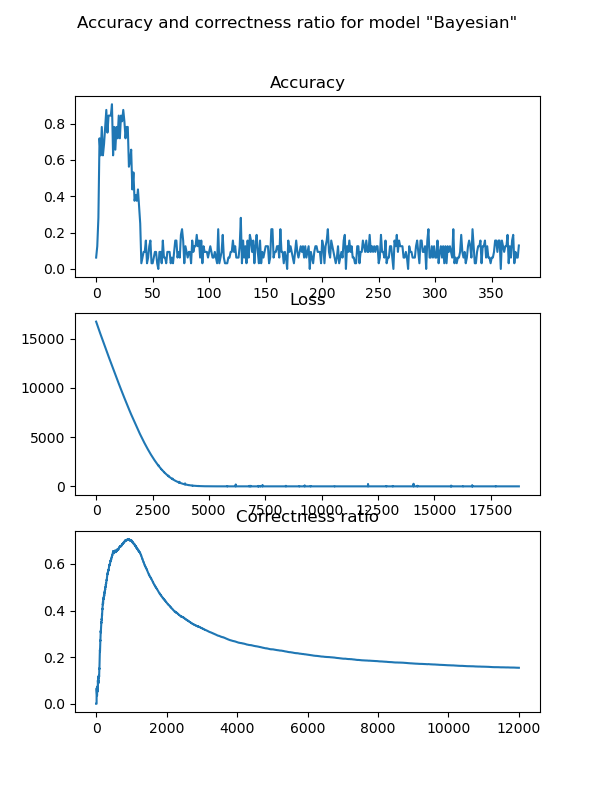 Accuracy and correctness ratio for model "Bayesian"
Accuracy
0.8
0.6
0.4
0.2
0.0
0 50 100 150 200 250 300 350
Loss
15000
10000
5000
0
0 2500 5000 7500 10000 12500 15000 17500
Correctness ratio
0.6
0.4
0.2
0.0
0 2000 4000 6000 8000 10000 12000